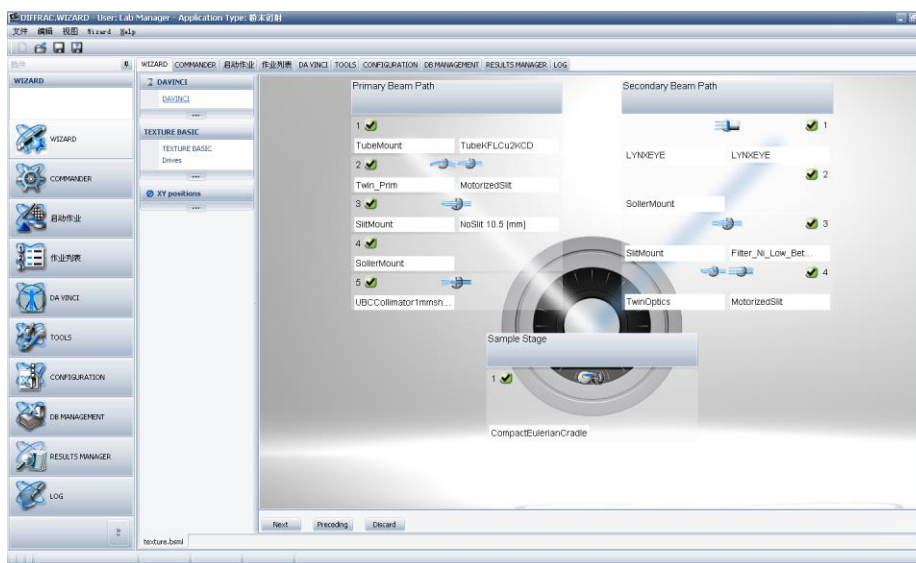 DIFFRAC.WIZARD - User: Lab Manager - Application Type: 粉末衍射
文件 编辑 视图 Wizard Help
WIZARD COMMANDER 启动作业 作业列表 DA VINCI TOOLS CONFIGURATION DB MANAGEMENT RESULTS MANAGER LOG
WIZARD
WIZARD
COMMANDER
启动作业
作业列表
DA VINCI
TOOLS
CONFIGURATION
DB MANAGEMENT
RESULTS MANAGER
LOG
DAVINCI
DAVINCI
TEXTURE BASIC
TEXTURE BASIC
Drives
XY positions
Primary Beam Path
1
TubeMount TubeKFLCu2KCD
2
Twin_Prim MotorizedSlit
3
SlitMount NoSlit 10.5 [mm]
4
SollerMount
5
UBCCollimator1mmsh...
Secondary Beam Path
1
LYNXEYE LYNXEYE
2
SollerMount
3
SlitMount Filter_Ni_Low_Bet...
4
TwinOptics MotorizedSlit
Sample Stage
1
CompactEulerianCradle
Next Preceding Discard
texture.bsml